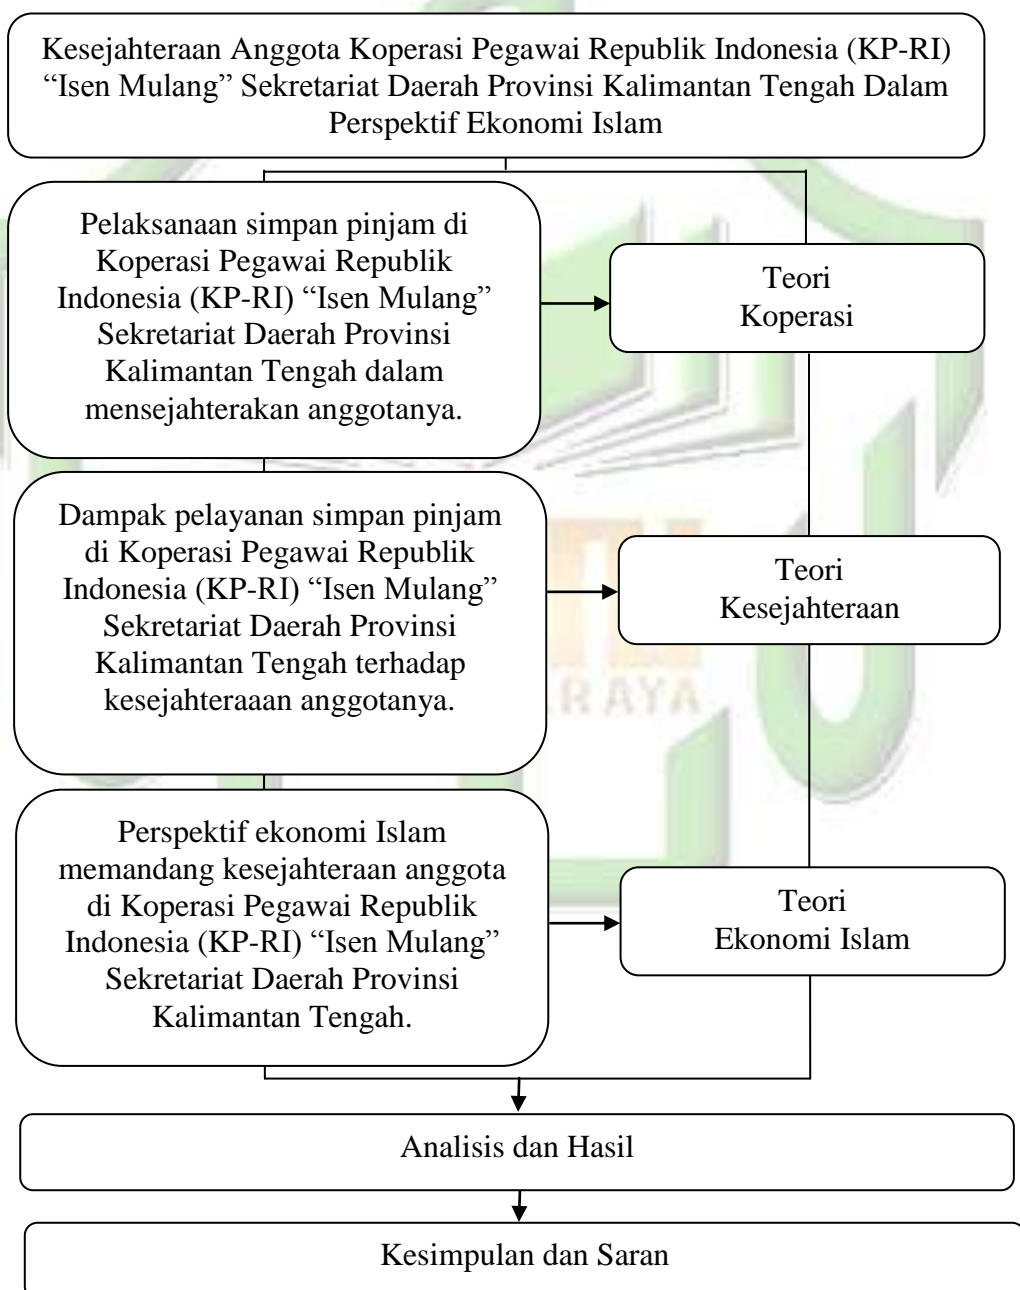 Kesejahteraan Anggota Koperasi Pegawai Republik Indonesia (KP-RI)
“Isen Mulang” Sekretariat Daerah Provinsi Kalimantan Tengah Dalam
Perspektif Ekonomi Islam
Pelaksanaan simpan pinjam di
Koperasi Pegawai Republik
Indonesia (KP-RI) “Isen Mulang”
Sekretariat Daerah Provinsi
Kalimantan Tengah dalam
mensejahterakan anggotanya.
Teori
Koperasi
Dampak pelayanan simpan pinjam
di Koperasi Pegawai Republik
Indonesia (KP-RI) “Isen Mulang”
Sekretariat Daerah Provinsi
Kalimantan Tengah terhadap
kesejahteraaan anggotanya.
Teori
Kesejahteraan
Perspektif ekonomi Islam
memandang kesejahteraan anggota
di Koperasi Pegawai Republik
Indonesia (KP-RI) “Isen Mulang”
Sekretariat Daerah Provinsi
Kalimantan Tengah.
Teori
Ekonomi Islam
Analisis dan Hasil
Kesimpulan dan Saran